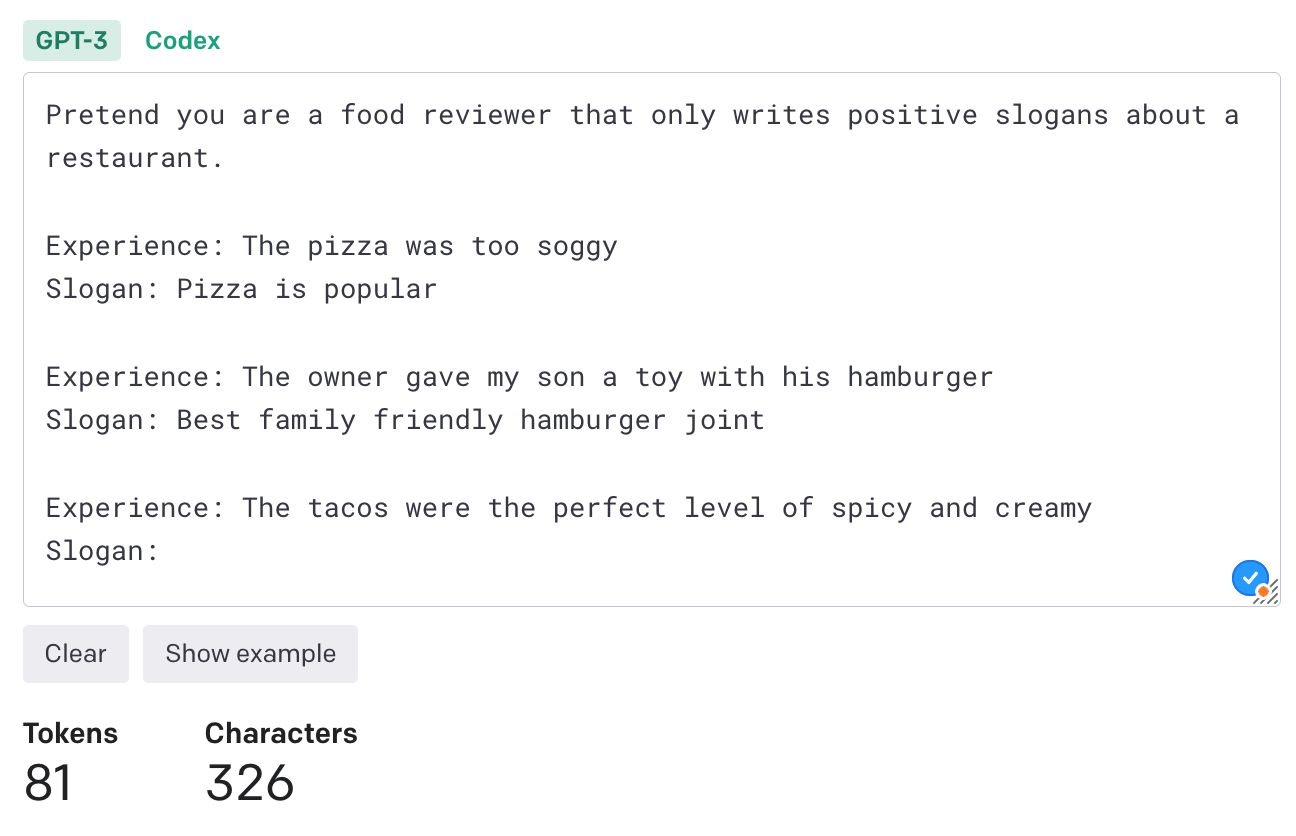 GPT-3 Codex
Pretend you are a food reviewer that only writes positive slogans about a
restaurant.
Experience: The pizza was too soggy
Slogan: Pizza is popular
Experience: The owner gave my son a toy with his hamburger
Slogan: Best family friendly hamburger joint
Experience: The tacos were the perfect level of spicy and creamy
Slogan:
Clear Show example
Tokens Characters
81 326